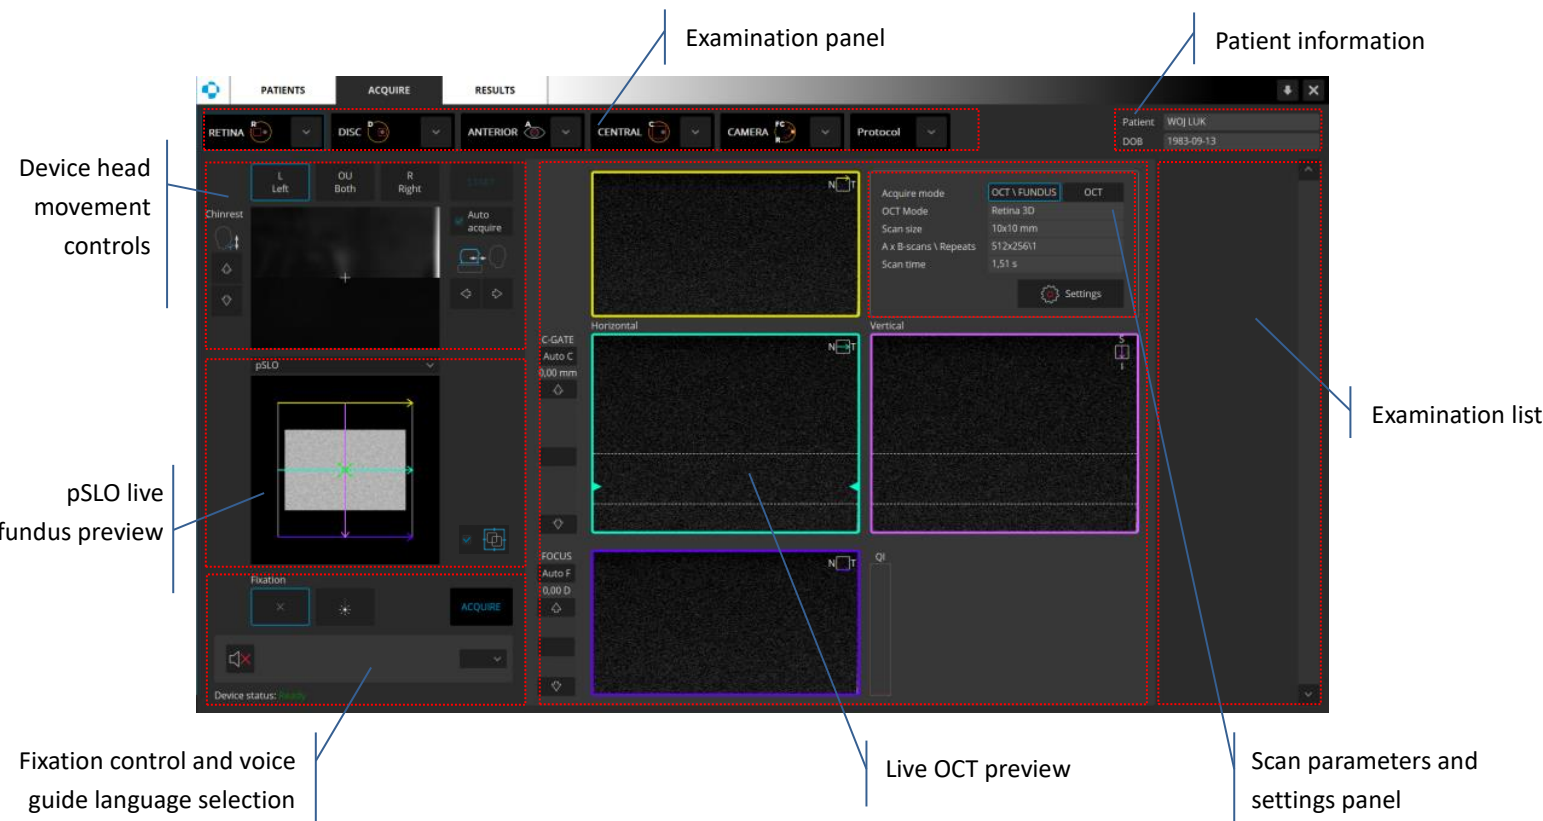 Examination panel
Patient information
PATIENTS
ACQUIRE
RESULTS
RETINA R
DISC D
ANTERIOR A
CENTRAL C
CAMERA FC R
Protocol
Patient WOJ LUK
DOB 1983-09-13
Device head
movement
controls
L
Left
OU
Both
R
Right
START
Chinrest
Auto
acquire
N T
Acquire mode OCT \ FUNDUS OCT
OCT Mode Retina 3D
Scan size 10x10 mm
A x B-scans \ Repeats 512x256\1
Scan time 1,51 s
Settings
Horizontal
Vertical
C-GATE
Auto C
0,00 mm
N T
S
I
pSLO
Examination list
pSLO live
fundus preview
FOCUS
Auto F
0,00 D
N T
QI
Fixation
ACQUIRE
Device status: Ready
Fixation control and voice
guide language selection
Live OCT preview
Scan parameters and
settings panel